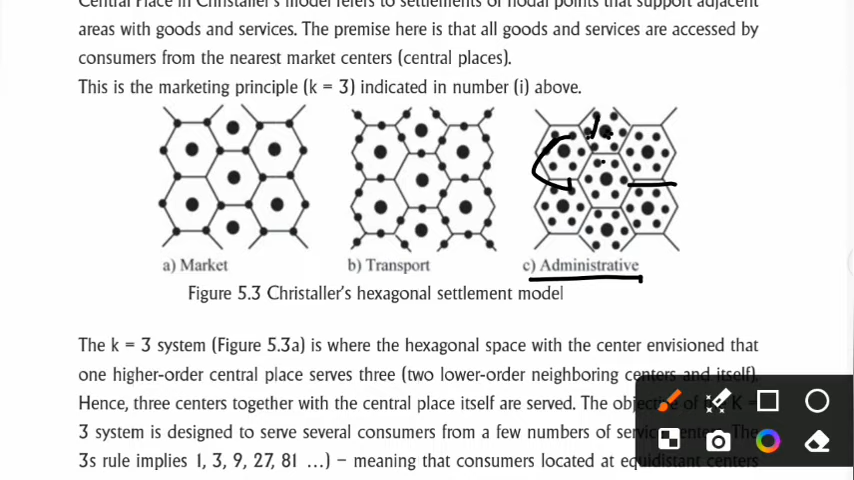 Central Place in Christaller's model refers to settlements or nodal points that support adjacent
areas with goods and services. The premise here is that all goods and services are accessed by
consumers from the nearest market centers (central places).
This is the marketing principle (k = 3) indicated in number (i) above.
a) Market b) Transport c) Administrative
Figure 5.3 Christaller's hexagonal settlement model
The k = 3 system (Figure 5.3a) is where the hexagonal space with the center envisioned that
one higher-order central place serves three (two lower-order neighboring centers and itself).
Hence, three centers together with the central place itself are served. The objective of K =
3 system is designed to serve several consumers from a few numbers of The
3s rule implies 1, 3, 9, 27, 81 ...) – meaning that consumers located at equidistant centers